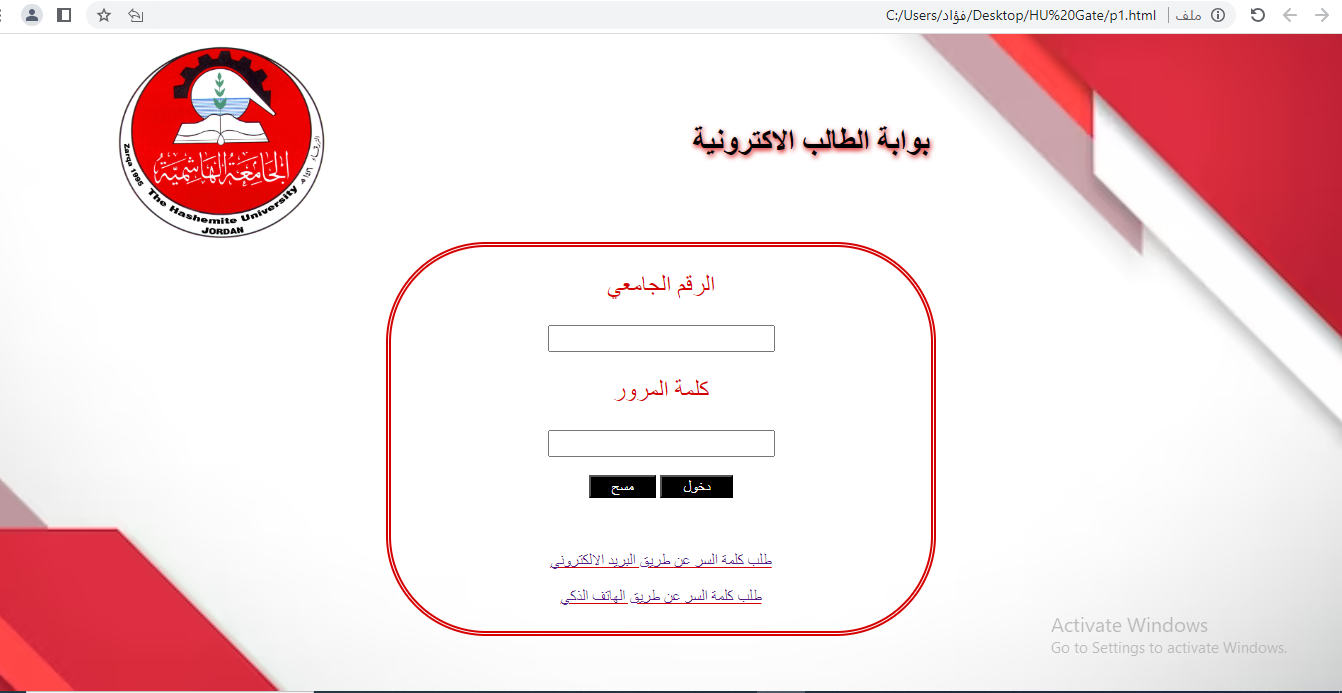 C:/Users/فؤاد/Desktop/HU%20Gate/p1.html
ملف
الجامعة الهاشمية
Zarqa 1995
The Hashemite University
JORDAN
بوابة الطالب الاكترونية
الرقم الجامعي
كلمة المرور
دخول
مسح
طلب كلمة السر عن طريق البريد الالكتروني
طلب كلمة السر عن طريق الهاتف الذكي
Activate Windows
Go to Settings to activate Windows.